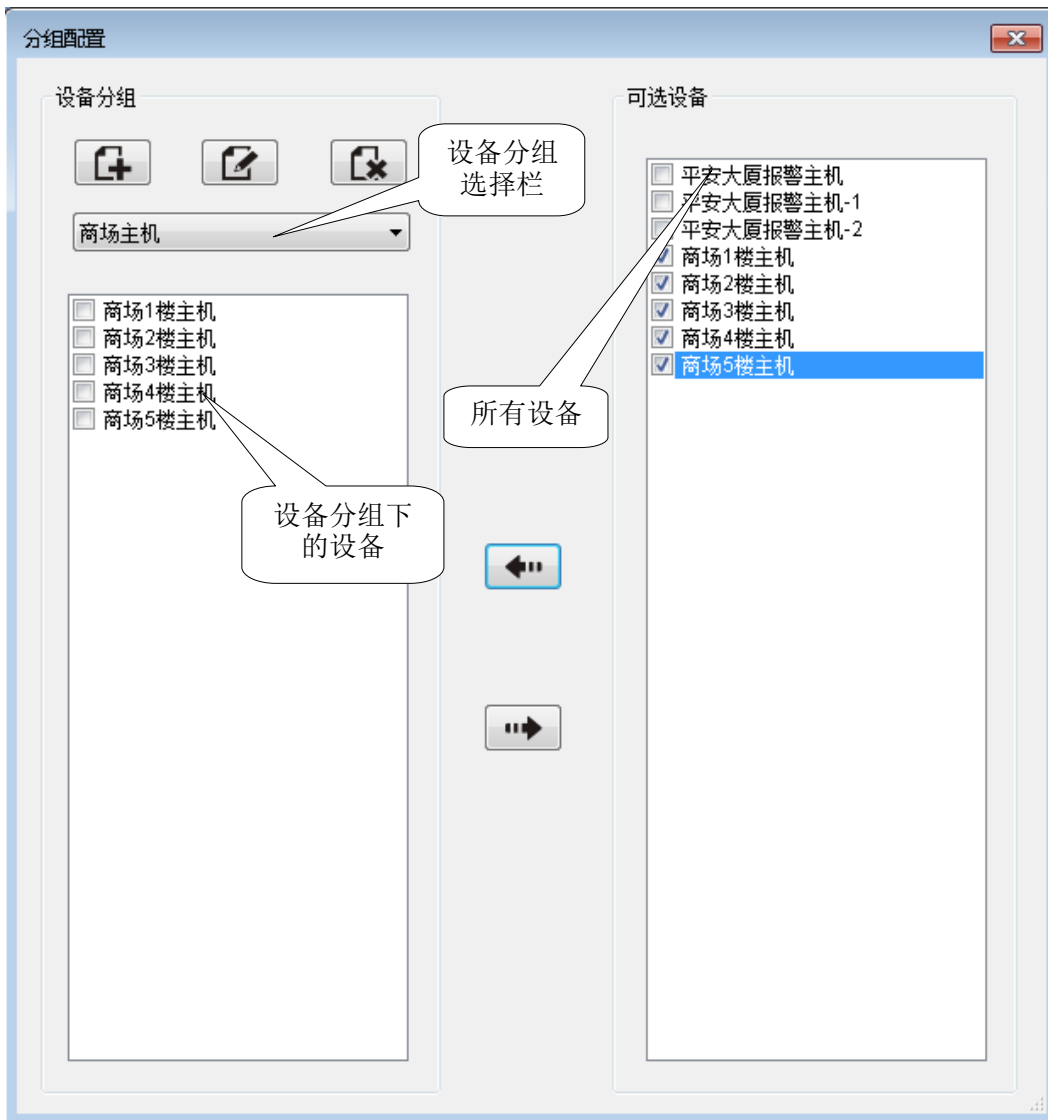 分组配置
设备分组
设备分组
选择栏
商场主机
商场1楼主机
商场2楼主机
商场3楼主机
商场4楼主机
商场5楼主机
设备分组下
的设备
可选设备
平安大厦报警主机
平安大厦报警主机-1
平安大厦报警主机-2
商场1楼主机
商场2楼主机
商场3楼主机
商场4楼主机
商场5楼主机
所有设备